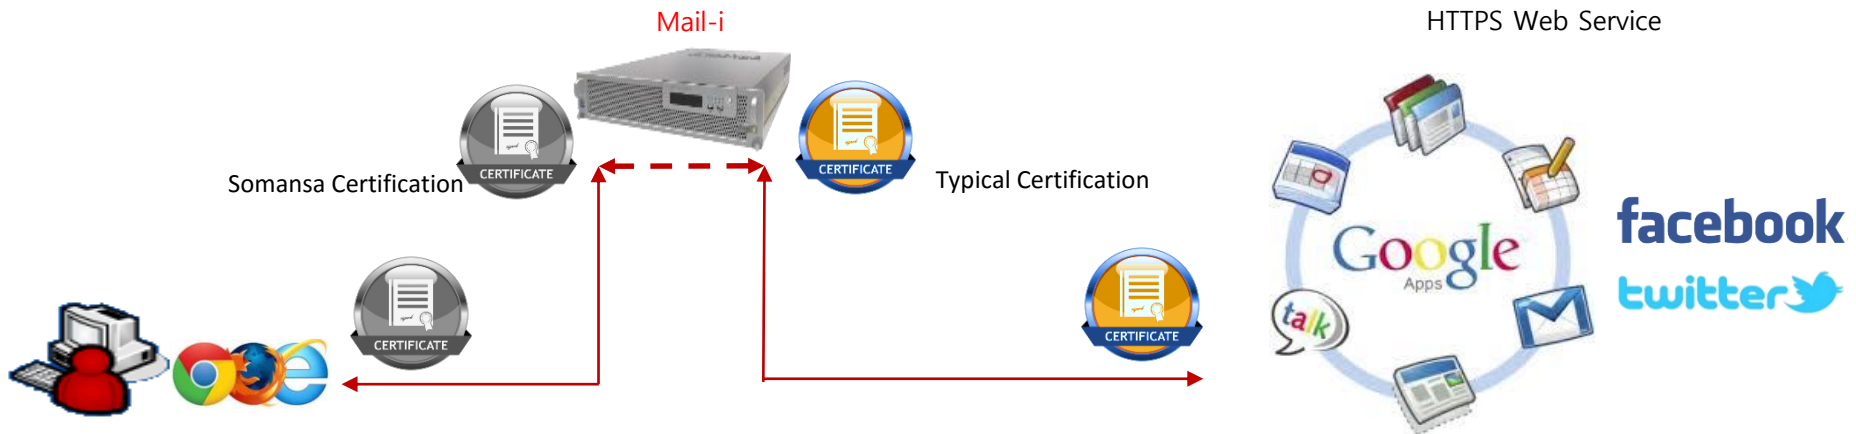 Mail-i
HTTPS Web Service
CERTIFICATE
CERTIFICATE
Somansa Certification
Typical Certification
CERTIFICATE
CERTIFICATE
Google
Apps
talk
facebook
twitter